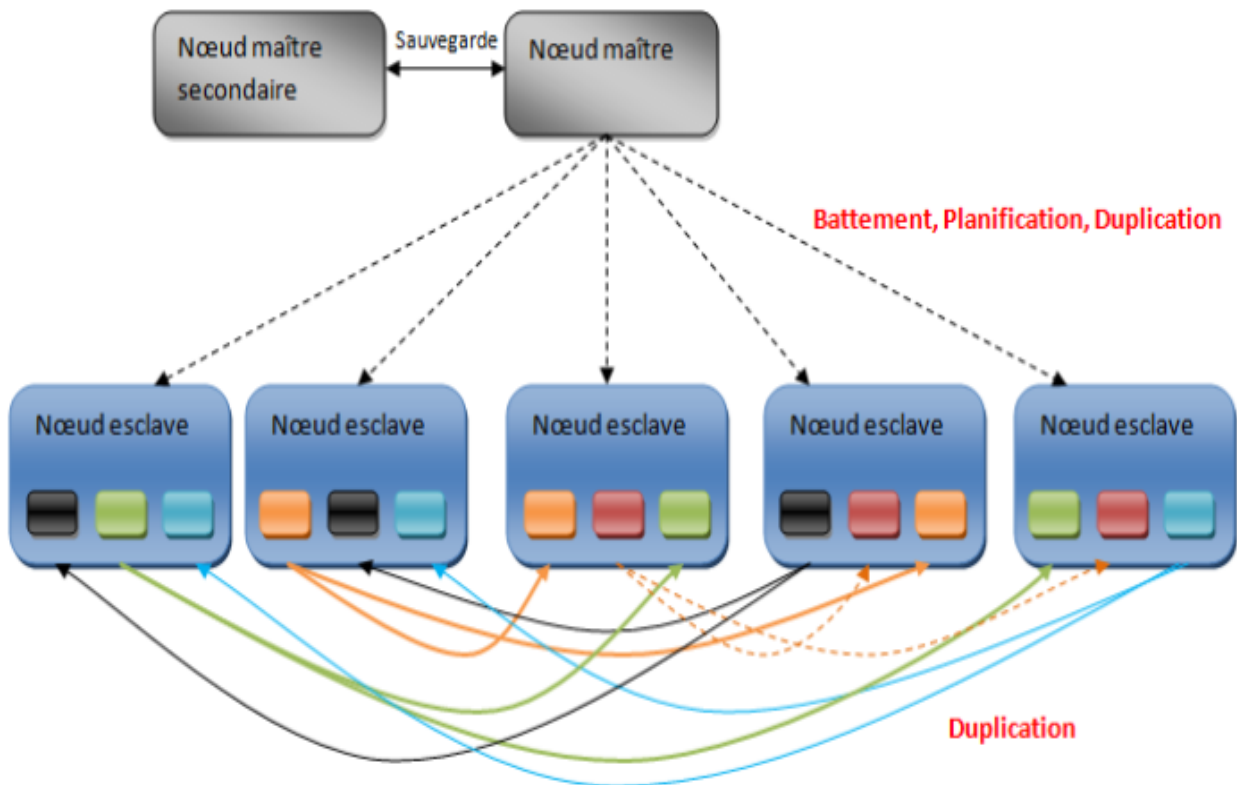 Nœud maître
secondaire
Sauvegarde
Nœud maître
Battement, Planification, Duplication
Nœud esclave
Nœud esclave
Nœud esclave
Nœud esclave
Nœud esclave
Duplication